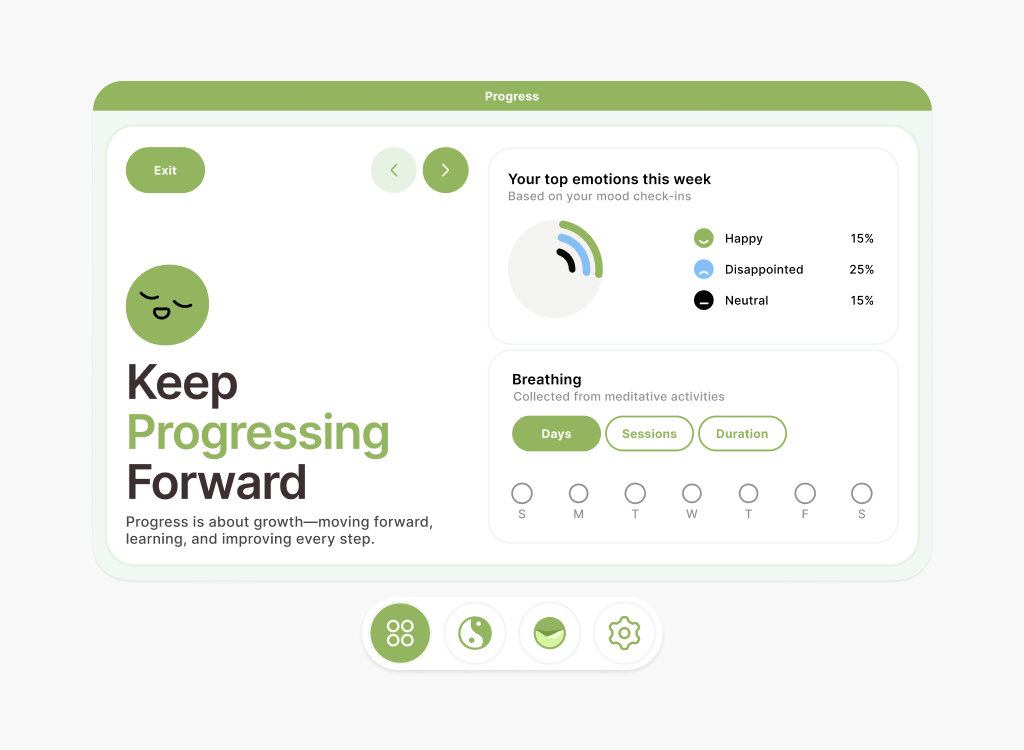 Progress
Exit
Keep
Progressing
Forward
Progress is about growth—moving forward,
learning, and improving every step.
Your top emotions this week
Based on your mood check-ins
Happy 15%
Disappointed 25%
Neutral 15%
Breathing
Collected from meditative activities
Days Sessions Duration
S M T W T F S